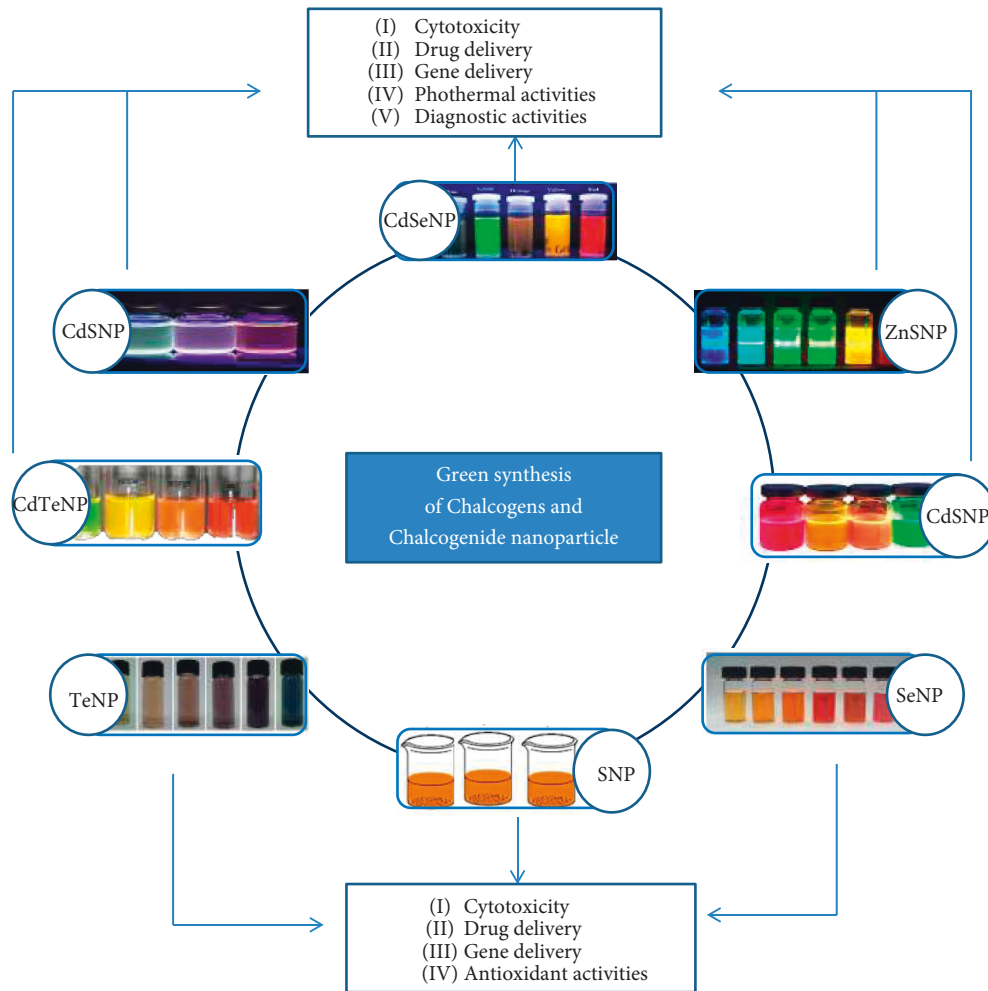 (I) Cytotoxicity
(II) Drug delivery
(III) Gene delivery
(IV) Phothermal activities
(V) Diagnostic activities
CdSeNP
CdSNP
ZnSNP
CdTeNP
Green synthesis
of Chalcogens and
Chalcogenide nanoparticle
CdSNP
TeNP
SeNP
SNP
(I) Cytotoxicity
(II) Drug delivery
(III) Gene delivery
(IV) Antioxidant activities